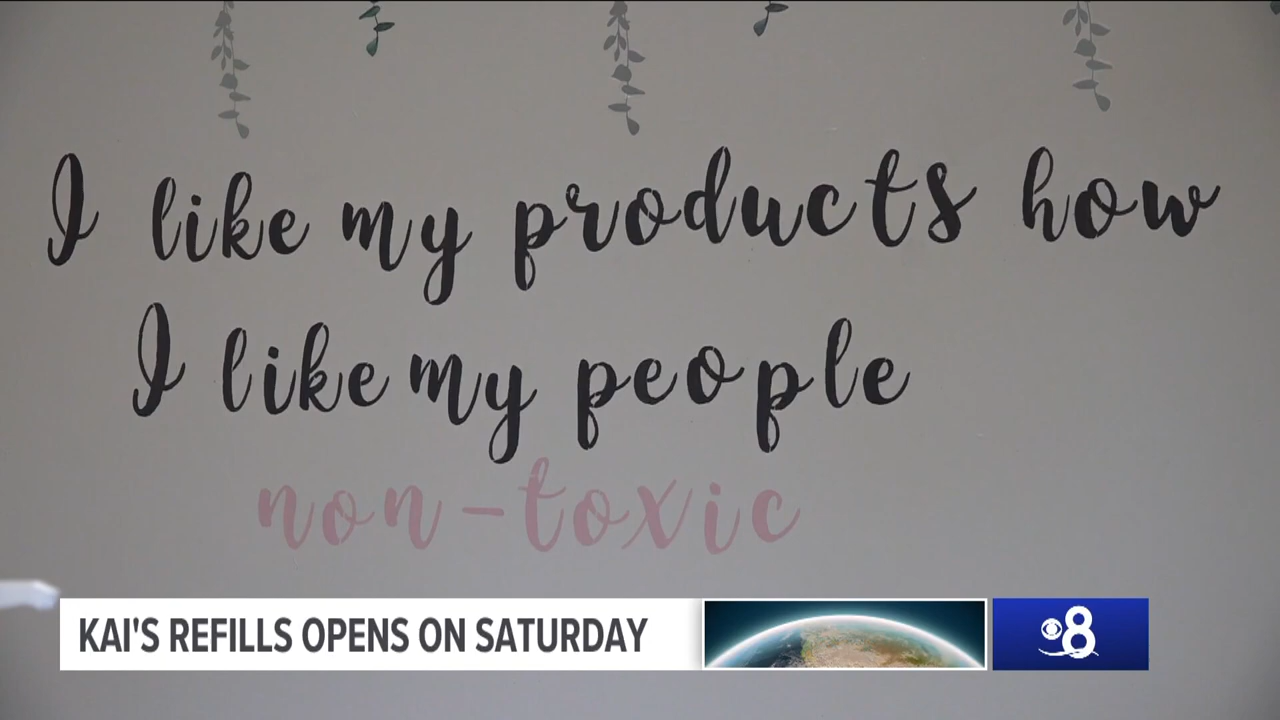 I like my products how
I like my people
non-toxic
KAI'S REFILLS OPENS ON SATURDAY
8